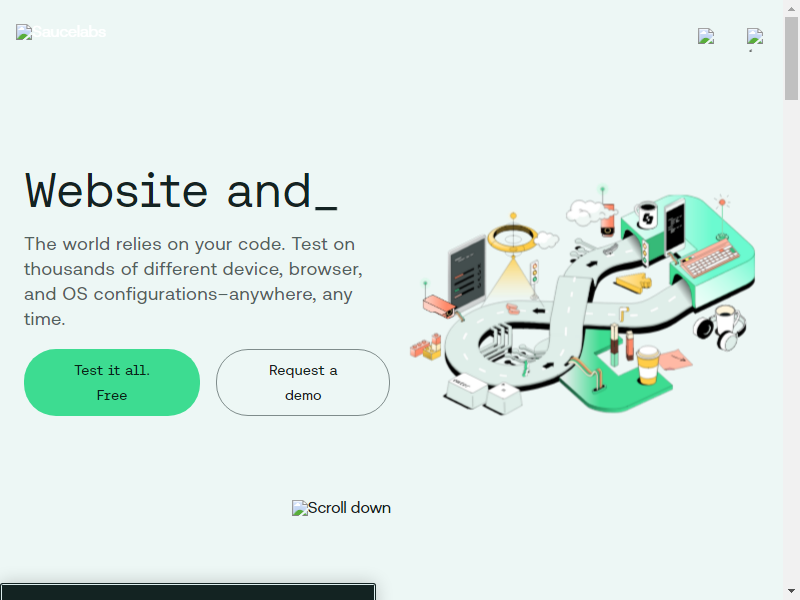 Saucelabs
Website and_
The world relies on your code. Test on
thousands of different device, browser,
and OS configurations–anywhere, any
time.
Test it all.
Free
Request a
demo
Scroll down